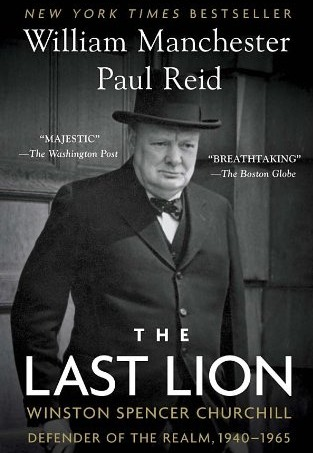 NEW YORK TIMES BESTSELLER
William Manchester
Paul Reid
“MAJESTIC”
—The Washington Post
“BREATHTAKING”
—The Boston Globe
THE
LAST LION
WINSTON SPENCER CHURCHILL
DEFENDER OF THE REALM, 1940–1965